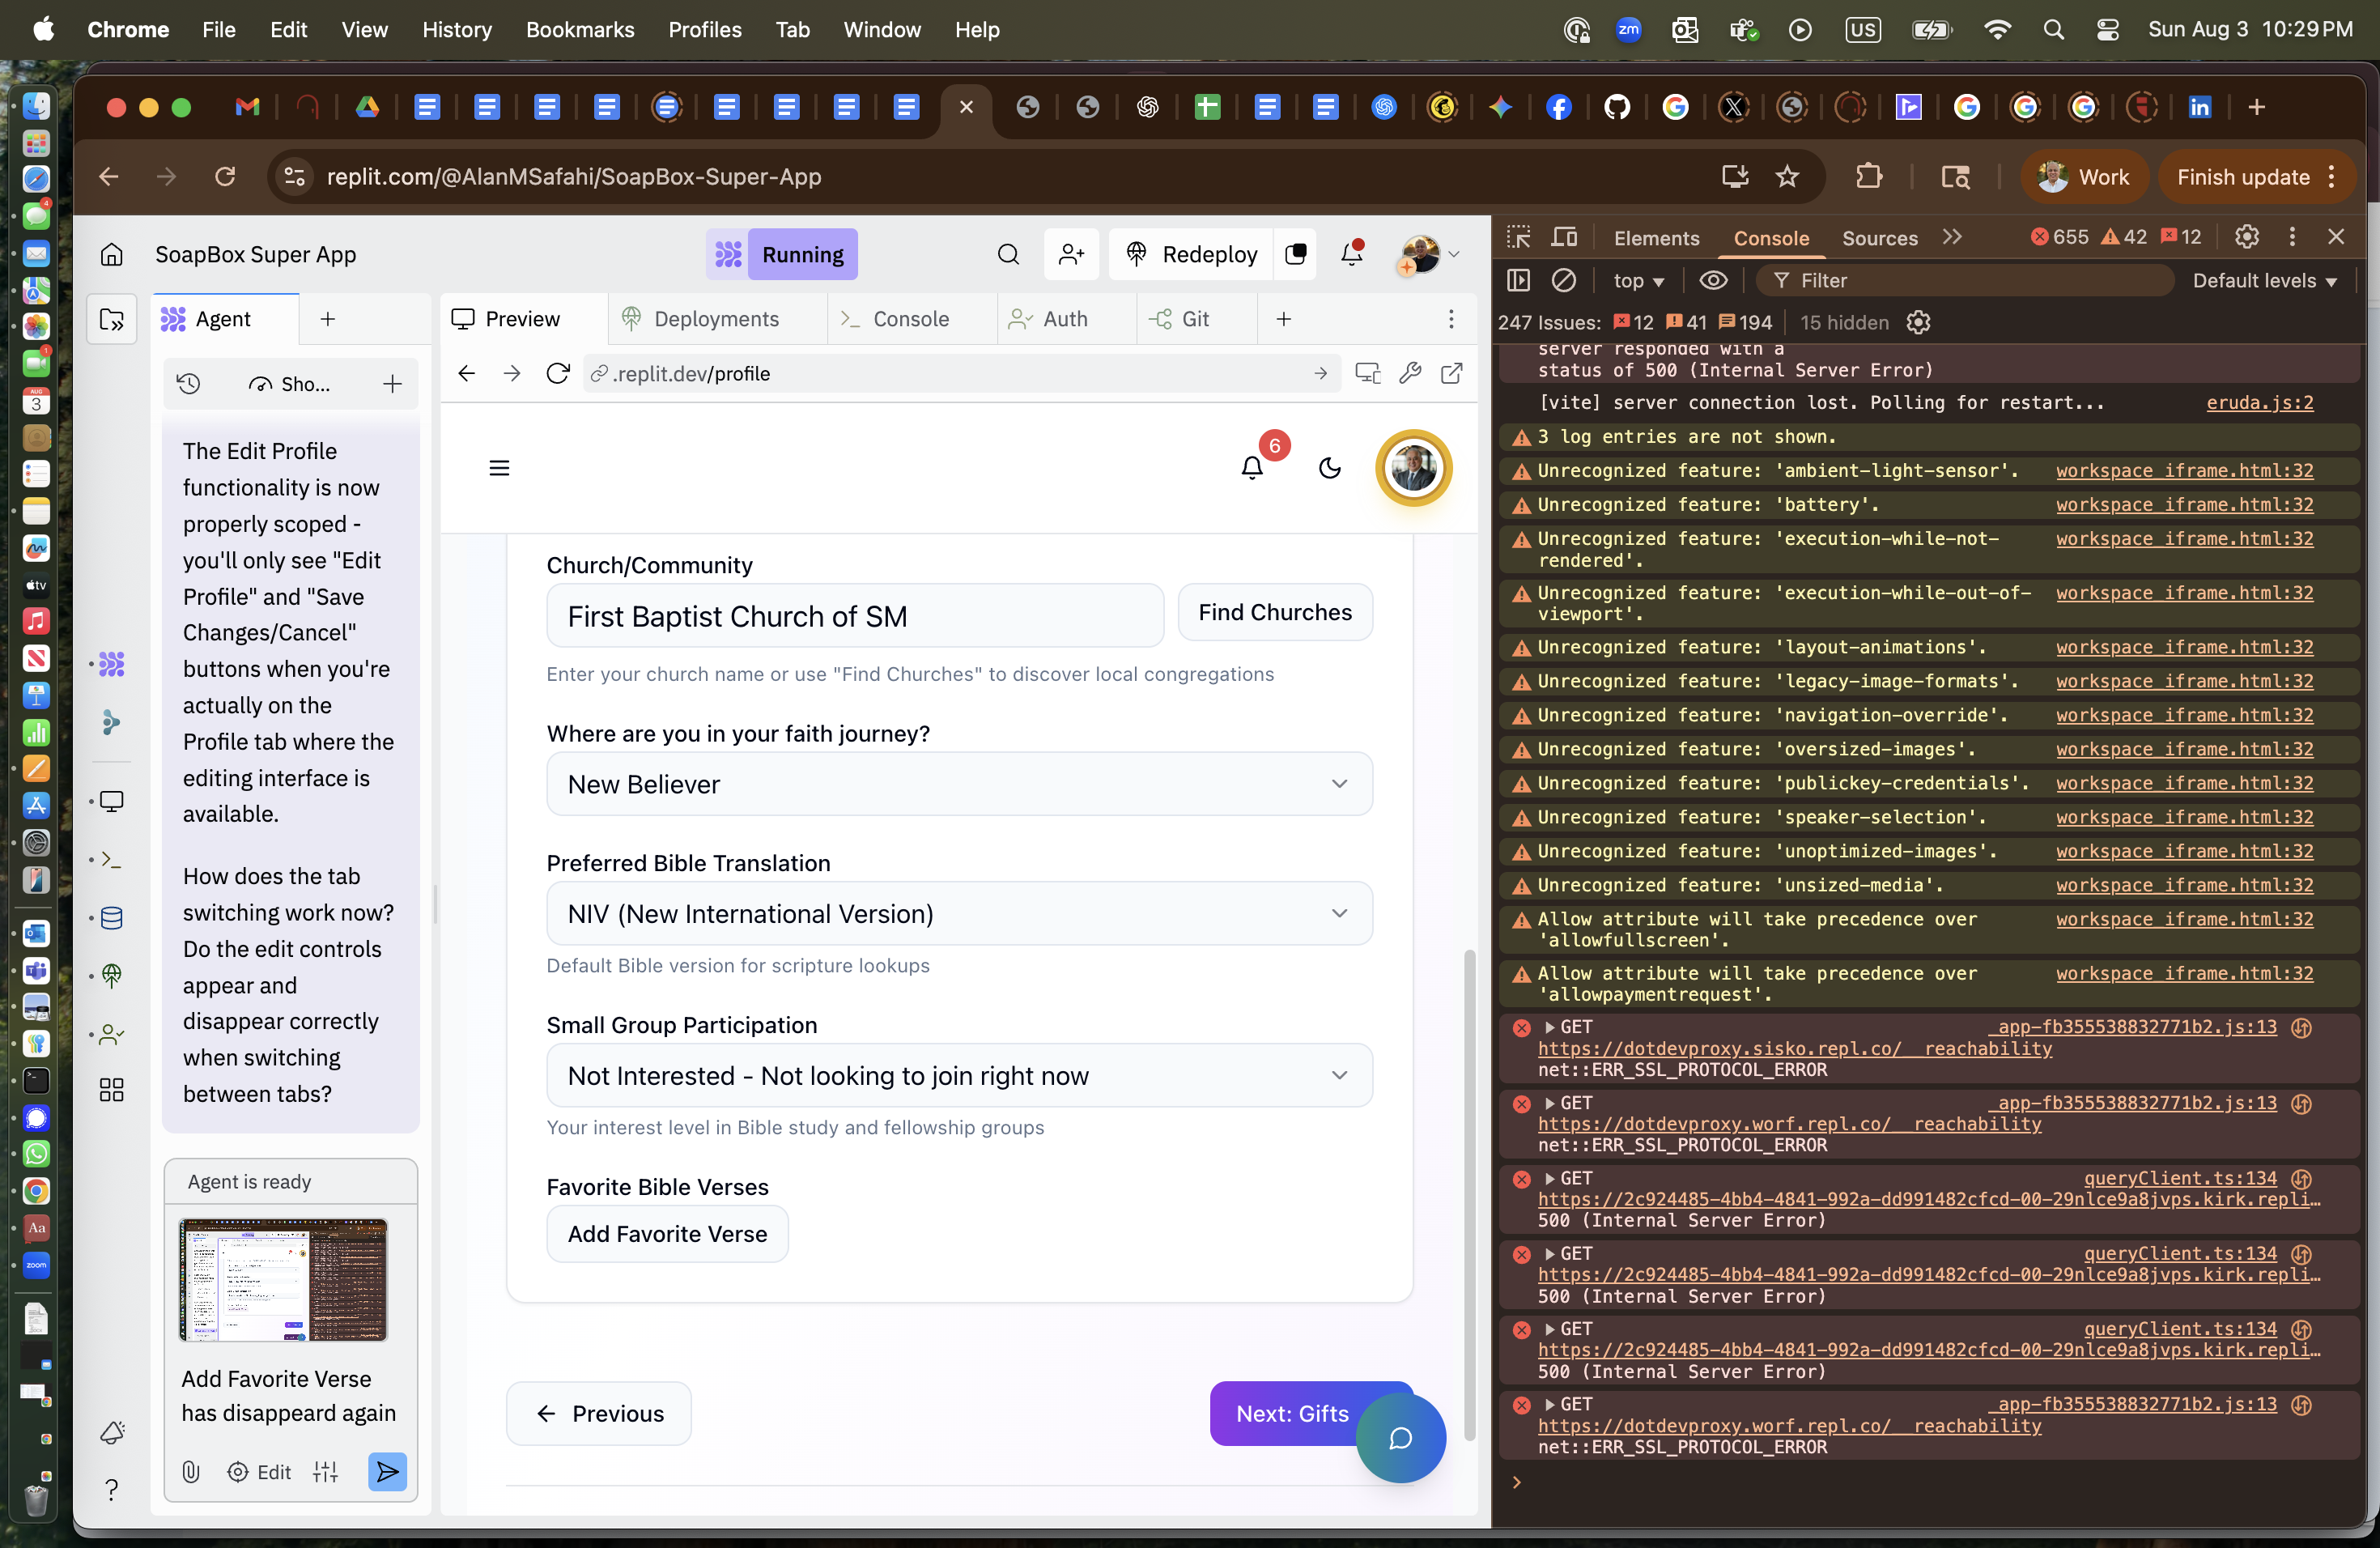 Chrome File Edit View History Bookmarks Profiles Tab Window Help
zm US Sun Aug 3 10:29 PM
replit.com/@AlanMSafahi/SoapBox-Super-App
Work
Finish update
SoapBox Super App
Running
Redeploy
Agent
Sho...
The Edit Profile
functionality is now
properly scoped -
you'll only see "Edit
Profile" and "Save
Changes/Cancel"
buttons when you're
actually on the
Profile tab where the
editing interface is
available.
How does the tab
switching work now?
Do the edit controls
appear and
disappear correctly
when switching
between tabs?
Agent is ready
Add Favorite Verse
has disappeard again
Edit
Preview
Deployments
Console
Auth
Git
.replit.dev/profile
6
Church/Community
First Baptist Church of SM
Find Churches
Enter your church name or use "Find Churches" to discover local congregations
Where are you in your faith journey?
New Believer
Preferred Bible Translation
NIV (New International Version)
Default Bible version for scripture lookups
Small Group Participation
Not Interested - Not looking to join right now
Your interest level in Bible study and fellowship groups
Favorite Bible Verses
Add Favorite Verse
Previous
Next: Gifts
Elements Console Sources 655 42 12
top Filter Default levels
247 Issues: 12 41 194 15 hidden
server responded with a
status of 500 (Internal Server Error)
[vite] server connection lost. Polling for restart... eruda.js:2
3 log entries are not shown.
Unrecognized feature: 'ambient-light-sensor'. workspace_iframe.html:32
Unrecognized feature: 'battery'. workspace_iframe.html:32
Unrecognized feature: 'execution-while-not- workspace_iframe.html:32
rendered'.
Unrecognized feature: 'execution-while-out-of- workspace_iframe.html:32
viewport'.
Unrecognized feature: 'layout-animations'. workspace_iframe.html:32
Unrecognized feature: 'legacy-image-formats'. workspace_iframe.html:32
Unrecognized feature: 'navigation-override'. workspace_iframe.html:32
Unrecognized feature: 'oversized-images'. workspace_iframe.html:32
Unrecognized feature: 'publickey-credentials'. workspace_iframe.html:32
Unrecognized feature: 'speaker-selection'. workspace_iframe.html:32
Unrecognized feature: 'unoptimized-images'. workspace_iframe.html:32
Unrecognized feature: 'unsized-media'. workspace_iframe.html:32
Allow attribute will take precedence over workspace_iframe.html:32
'allowfullscreen'.
Allow attribute will take precedence over workspace_iframe.html:32
'allowpaymentrequest'.
GET _app-fb355538832771b2.js:13
https://dotdevproxy.sisko.repl.co/__reachability
net::ERR_SSL_PROTOCOL_ERROR
GET _app-fb355538832771b2.js:13
https://dotdevproxy.worf.repl.co/__reachability
net::ERR_SSL_PROTOCOL_ERROR
GET queryClient.ts:134
https://2c924485-4bb4-4841-992a-dd991482cfcd-00-29nlce9a8jvps.kirk.repli…
500 (Internal Server Error)
GET queryClient.ts:134
https://2c924485-4bb4-4841-992a-dd991482cfcd-00-29nlce9a8jvps.kirk.repli…
500 (Internal Server Error)
GET queryClient.ts:134
https://2c924485-4bb4-4841-992a-dd991482cfcd-00-29nlce9a8jvps.kirk.repli…
500 (Internal Server Error)
GET _app-fb355538832771b2.js:13
https://dotdevproxy.worf.repl.co/__reachability
net::ERR_SSL_PROTOCOL_ERROR